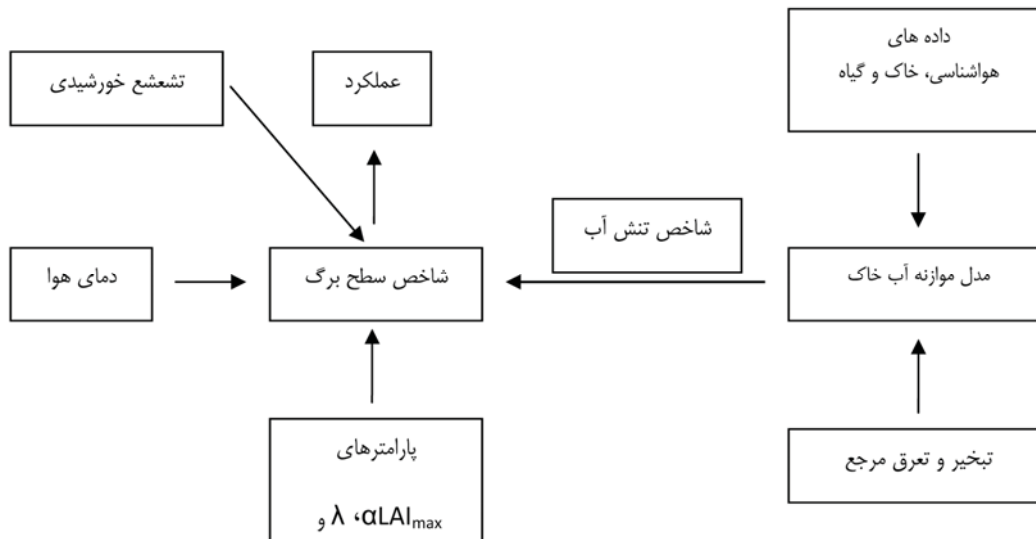 داده های
هواشناسی، خاک و گیاه
عملکرد
تشعشع خورشیدی
شاخص تنش آب
مدل موازنه آب خاک
شاخص سطح برگ
دمای هوا
تبخیر و تعرق مرجع
پارامترهای
αLAImax، λ و